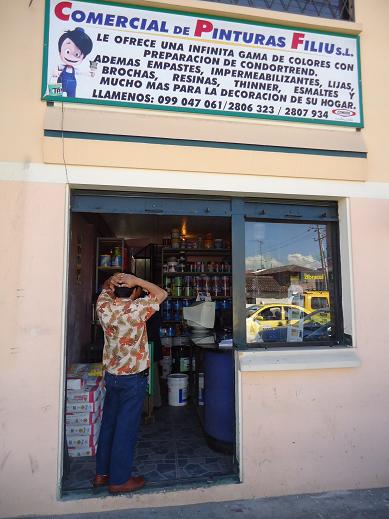 COMERCIAL DE PINTURAS FILIU S.L.
LE OFRECE UNA INFINITA GAMA DE COLORES CON
PREPARACION DE CONDORTREND.
ADEMAS EMPASTES, IMPERMEABILIZANTES, LIJAS,
BROCHAS, RESINAS, THINNER, ESMALTES Y
MUCHO MAS PARA LA DECORACION DE SU HOGAR.
LLAMENOS: 099 047 061/2806 323 / 2807 934